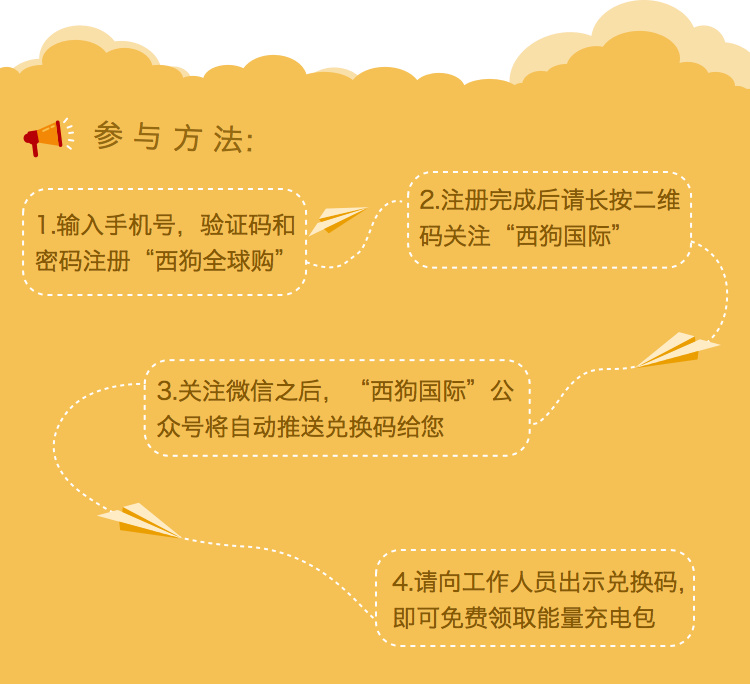 参与方法:
1.输入手机号，验证码和
密码注册“西狗全球购”
2.注册完成后请长按二维
码关注“西狗国际”
3.关注微信之后，“西狗国际”公
众号将自动推送兑换码给您
4.请向工作人员出示兑换码,
即可免费领取能量充电包